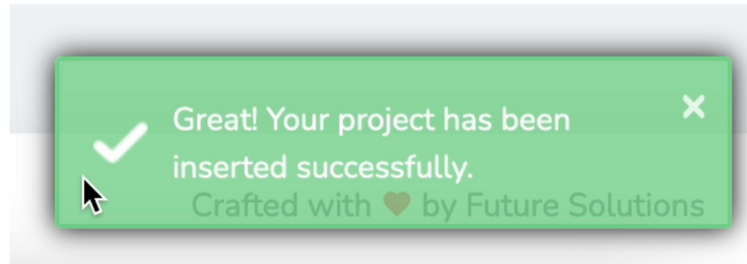 Great! Your project has been
inserted successfully.
Crafted with ❤ by Future Solutions